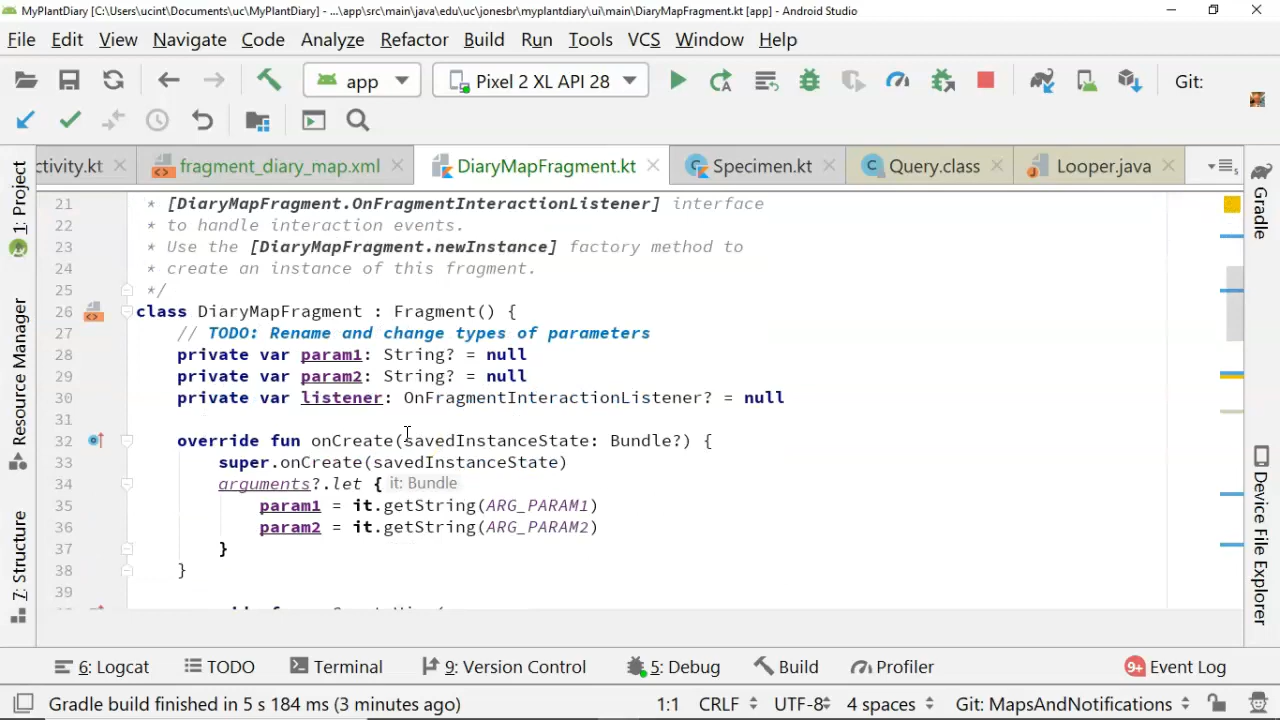 MyPlantDiary [C:\Users\ucint\Documents\uc\MyPlantDiary] - ...\app\src\main\java\edu\uc\jonesbr\myplantdiary\ui\main\DiaryMapFragment.kt [app] - Android Studio
File Edit View Navigate Code Analyze Refactor Build Run Tools VCS Window Help
app Pixel 2 XL API 28 Git:
ctivity.kt fragment_diary_map.xml DiaryMapFragment.kt Specimen.kt Query.class Looper.java
1: Project
Resource Manager
7: Structure
21 * [DiaryMapFragment.OnFragmentInteractionListener] interface
22 * to handle interaction events.
23 * Use the [DiaryMapFragment.newInstance] factory method to
24 * create an instance of this fragment.
25 */
26 class DiaryMapFragment : Fragment() {
27 // TODO: Rename and change types of parameters
28 private var param1: String? = null
29 private var param2: String? = null
30 private var listener: OnFragmentInteractionListener? = null
31
32 override fun onCreate(savedInstanceState: Bundle?) {
33 super.onCreate(savedInstanceState)
34 arguments?.let { it: Bundle
35 param1 = it.getString(ARG_PARAM1)
36 param2 = it.getString(ARG_PARAM2)
37 }
38 }
39
Gradle
Device File Explorer
6: Logcat TODO Terminal 9: Version Control 5: Debug Build Profiler 9+ Event Log
Gradle build finished in 5 s 184 ms (3 minutes ago) 1:1 CRLF UTF-8 4 spaces Git: MapsAndNotifications